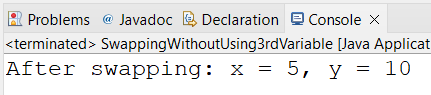 Problems @ Javadoc Declaration Console ×
<terminated> SwappingWithoutUsing3rdVariable [Java Applicat
After swapping: x = 5, y = 10